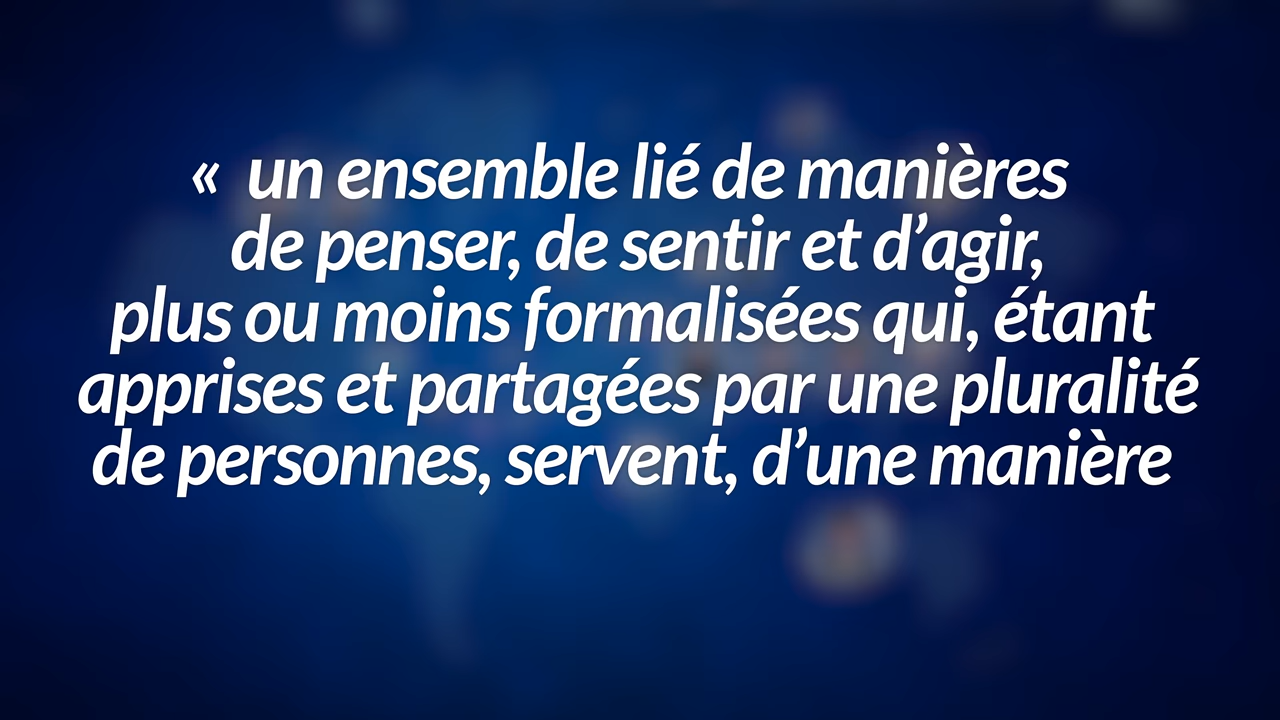 «  un ensemble lié de manières
de penser, de sentir et d’agir,
plus ou moins formalisées qui, étant
apprises et partagées par une pluralité
de personnes, servent, d’une manière